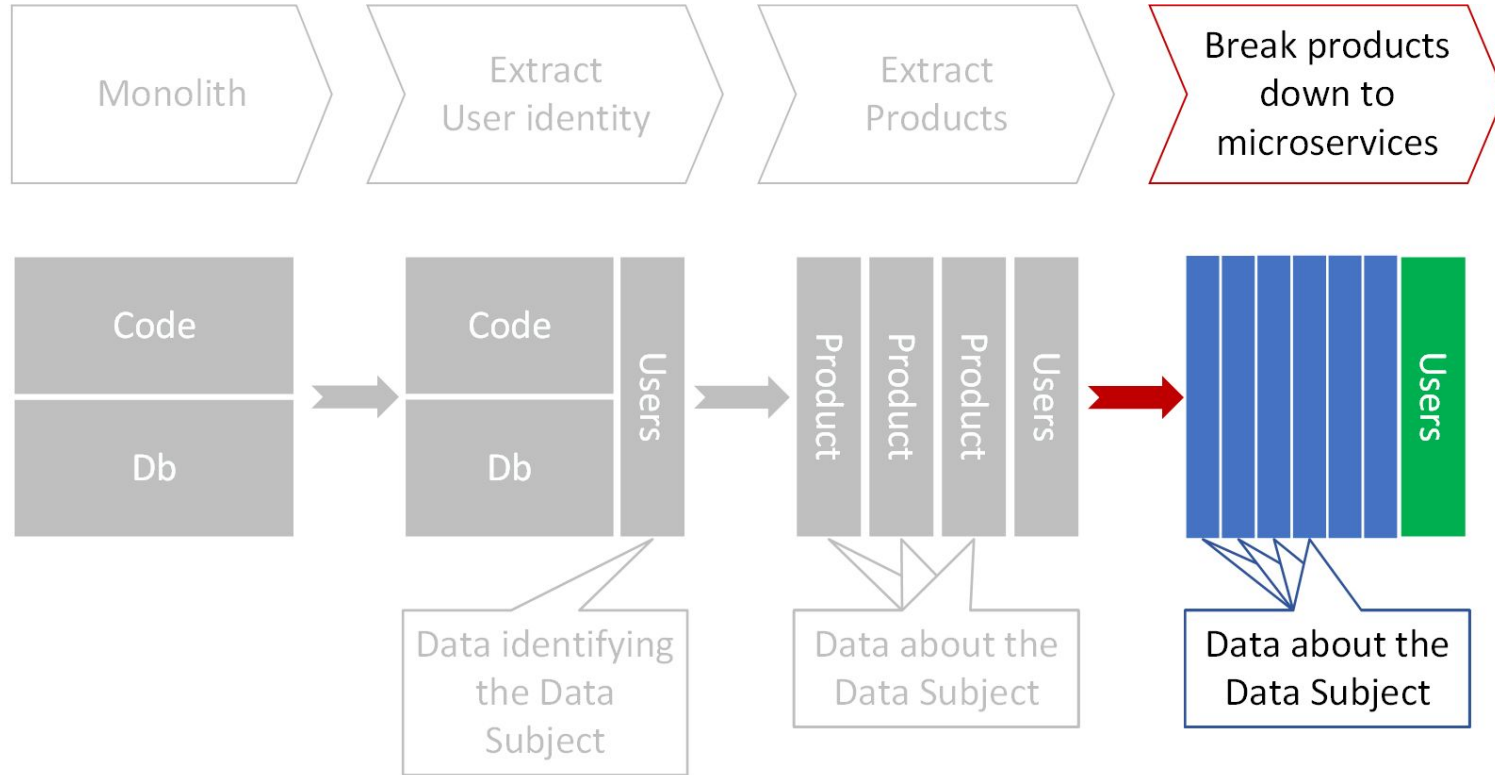 Monolith
Extract
User identity
Extract
Products
Break products
down to
microservices
Code
Db
Code
Db
Users
Product
Product
Product
Users
Users
Data identifying
the Data
Subject
Data about the
Data Subject
Data about the
Data Subject